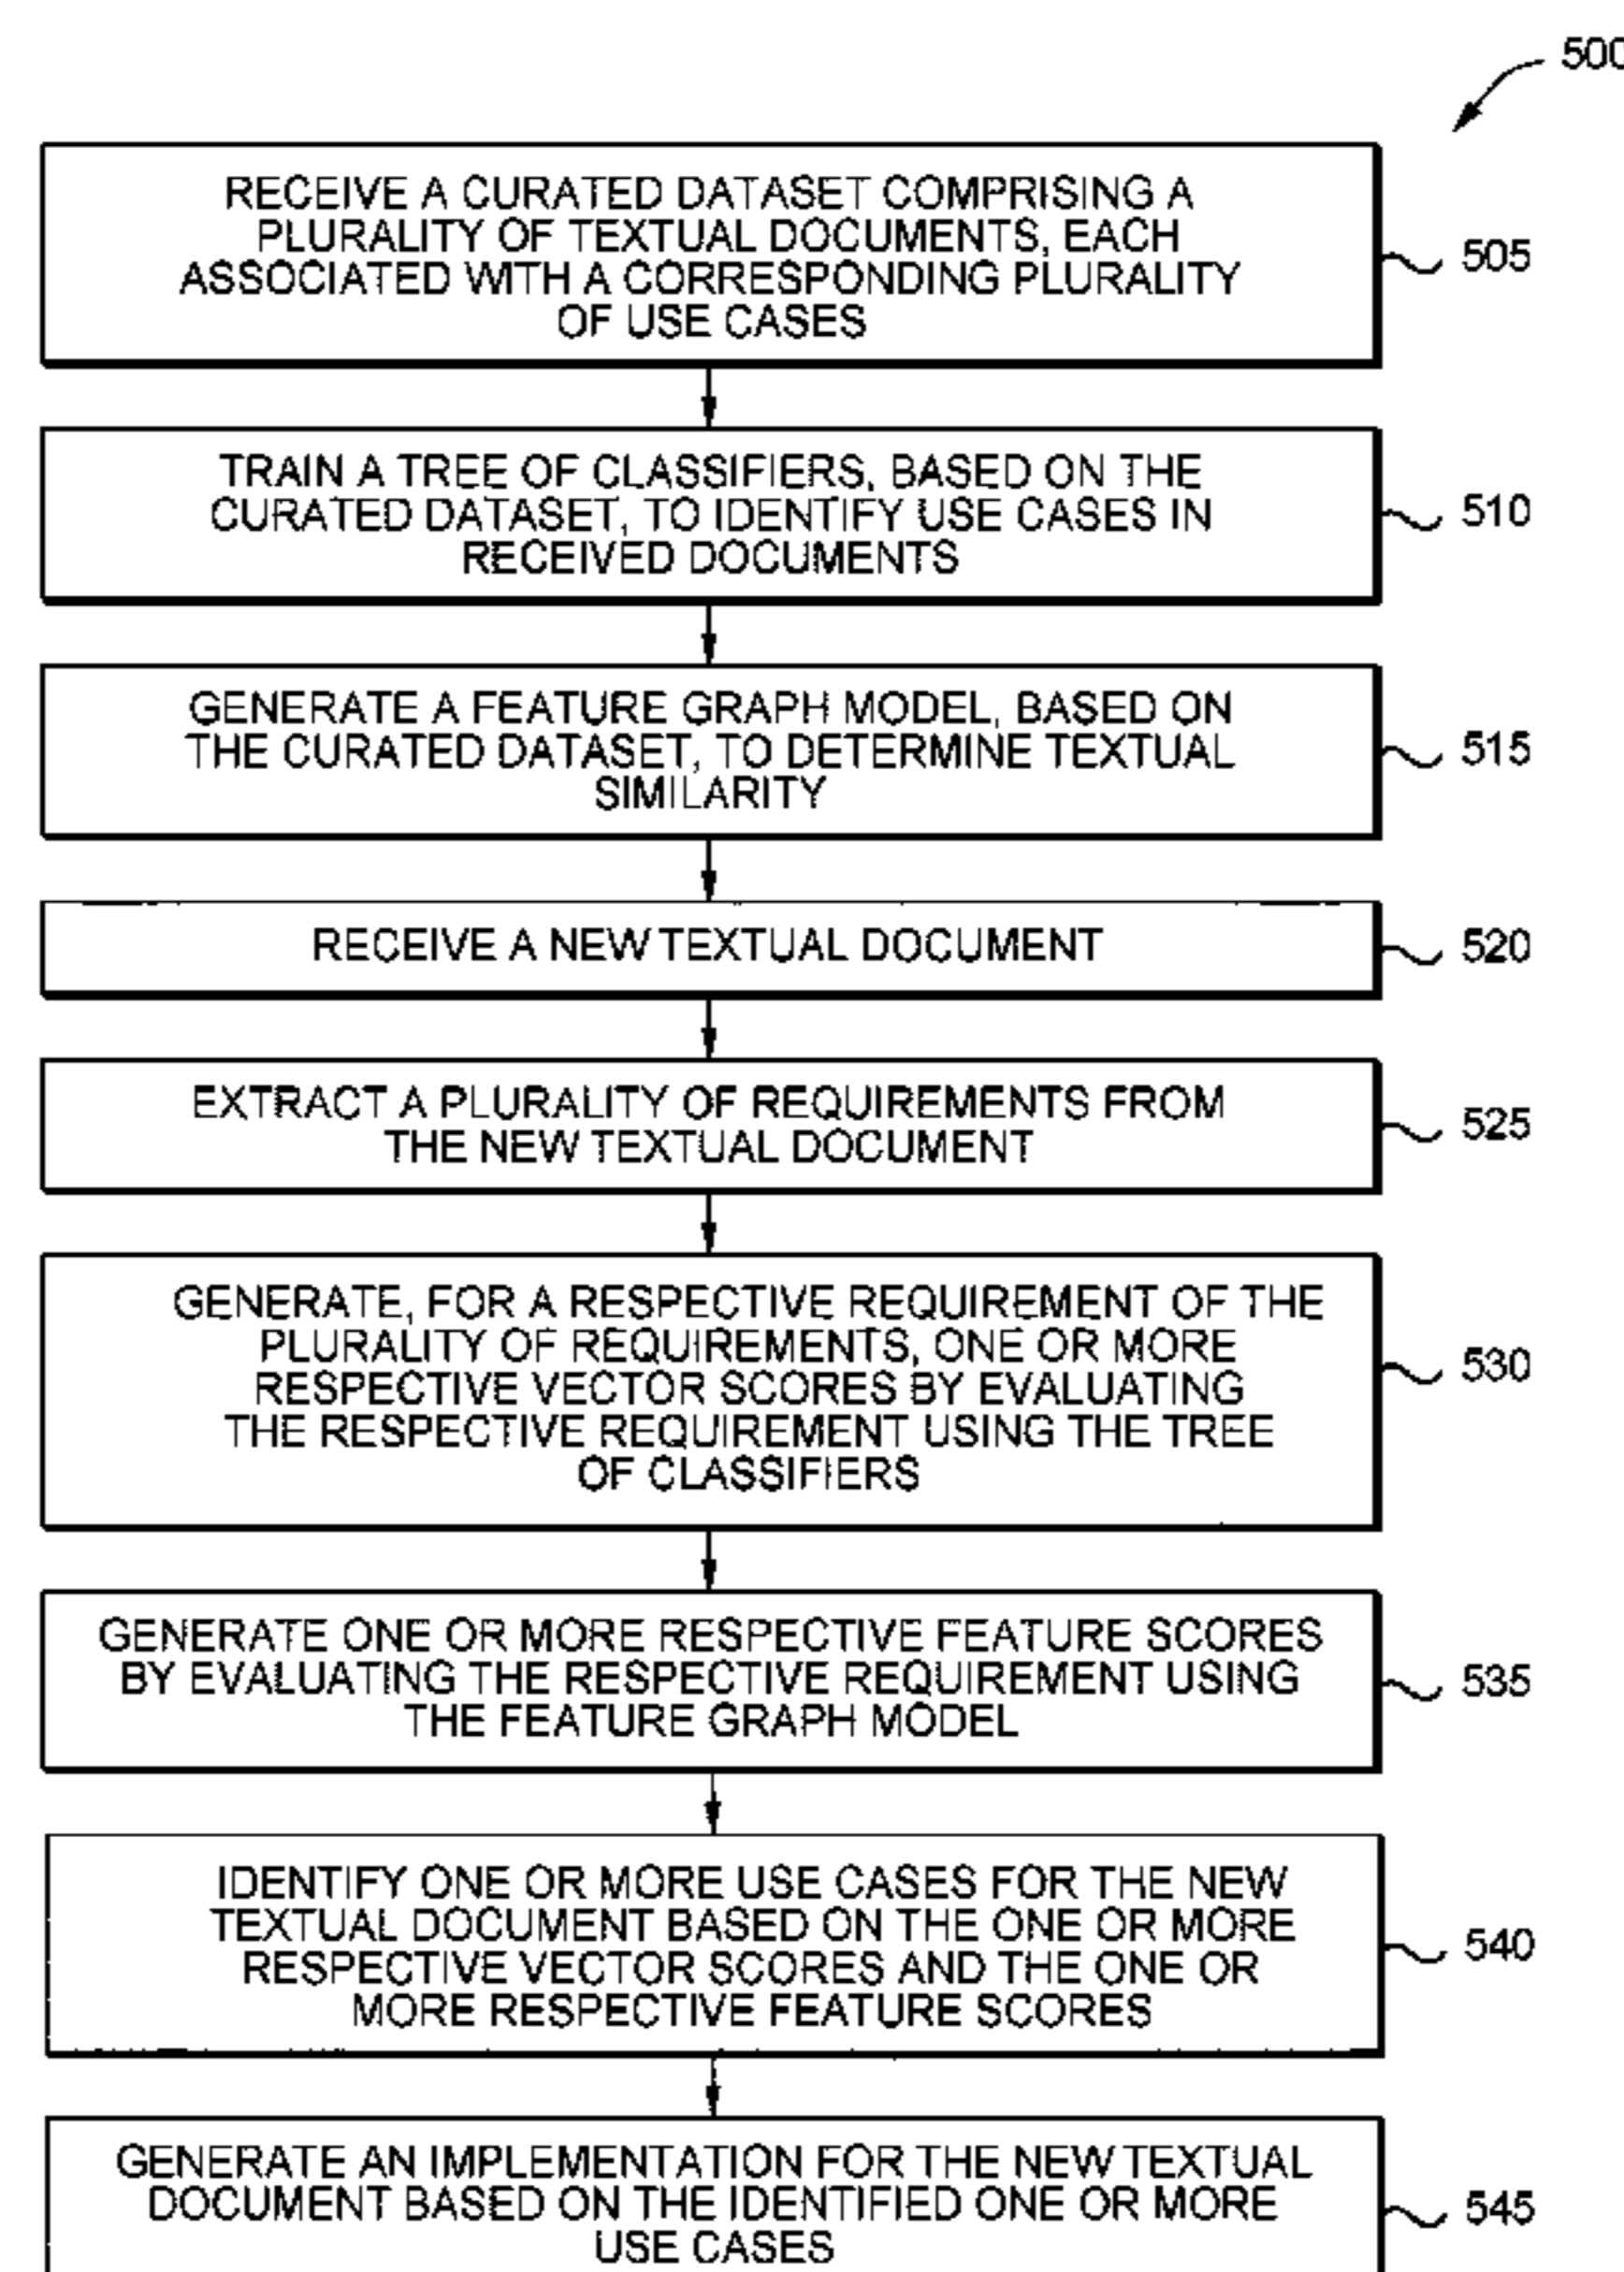 500
RECEIVE A CURATED DATASET COMPRISING A
PLURALITY OF TEXTUAL DOCUMENTS, EACH
ASSOCIATED WITH A CORRESPONDING PLURALITY
OF USE CASES
505
TRAIN A TREE OF CLASSIFIERS, BASED ON THE
CURATED DATASET, TO IDENTIFY USE CASES IN
RECEIVED DOCUMENTS
510
GENERATE A FEATURE GRAPH MODEL, BASED ON
THE CURATED DATASET, TO DETERMINE TEXTUAL
SIMILARITY
515
RECEIVE A NEW TEXTUAL DOCUMENT
520
EXTRACT A PLURALITY OF REQUIREMENTS FROM
THE NEW TEXTUAL DOCUMENT
525
GENERATE, FOR A RESPECTIVE REQUIREMENT OF THE
PLURALITY OF REQUIREMENTS, ONE OR MORE
RESPECTIVE VECTOR SCORES BY EVALUATING
THE RESPECTIVE REQUIREMENT USING THE TREE
OF CLASSIFIERS
530
GENERATE ONE OR MORE RESPECTIVE FEATURE SCORES
BY EVALUATING THE RESPECTIVE REQUIREMENT USING
THE FEATURE GRAPH MODEL
535
IDENTIFY ONE OR MORE USE CASES FOR THE NEW
TEXTUAL DOCUMENT BASED ON THE ONE OR MORE
RESPECTIVE VECTOR SCORES AND THE ONE OR
MORE RESPECTIVE FEATURE SCORES
540
GENERATE AN IMPLEMENTATION FOR THE NEW TEXTUAL
DOCUMENT BASED ON THE IDENTIFIED ONE OR MORE
USE CASES
545